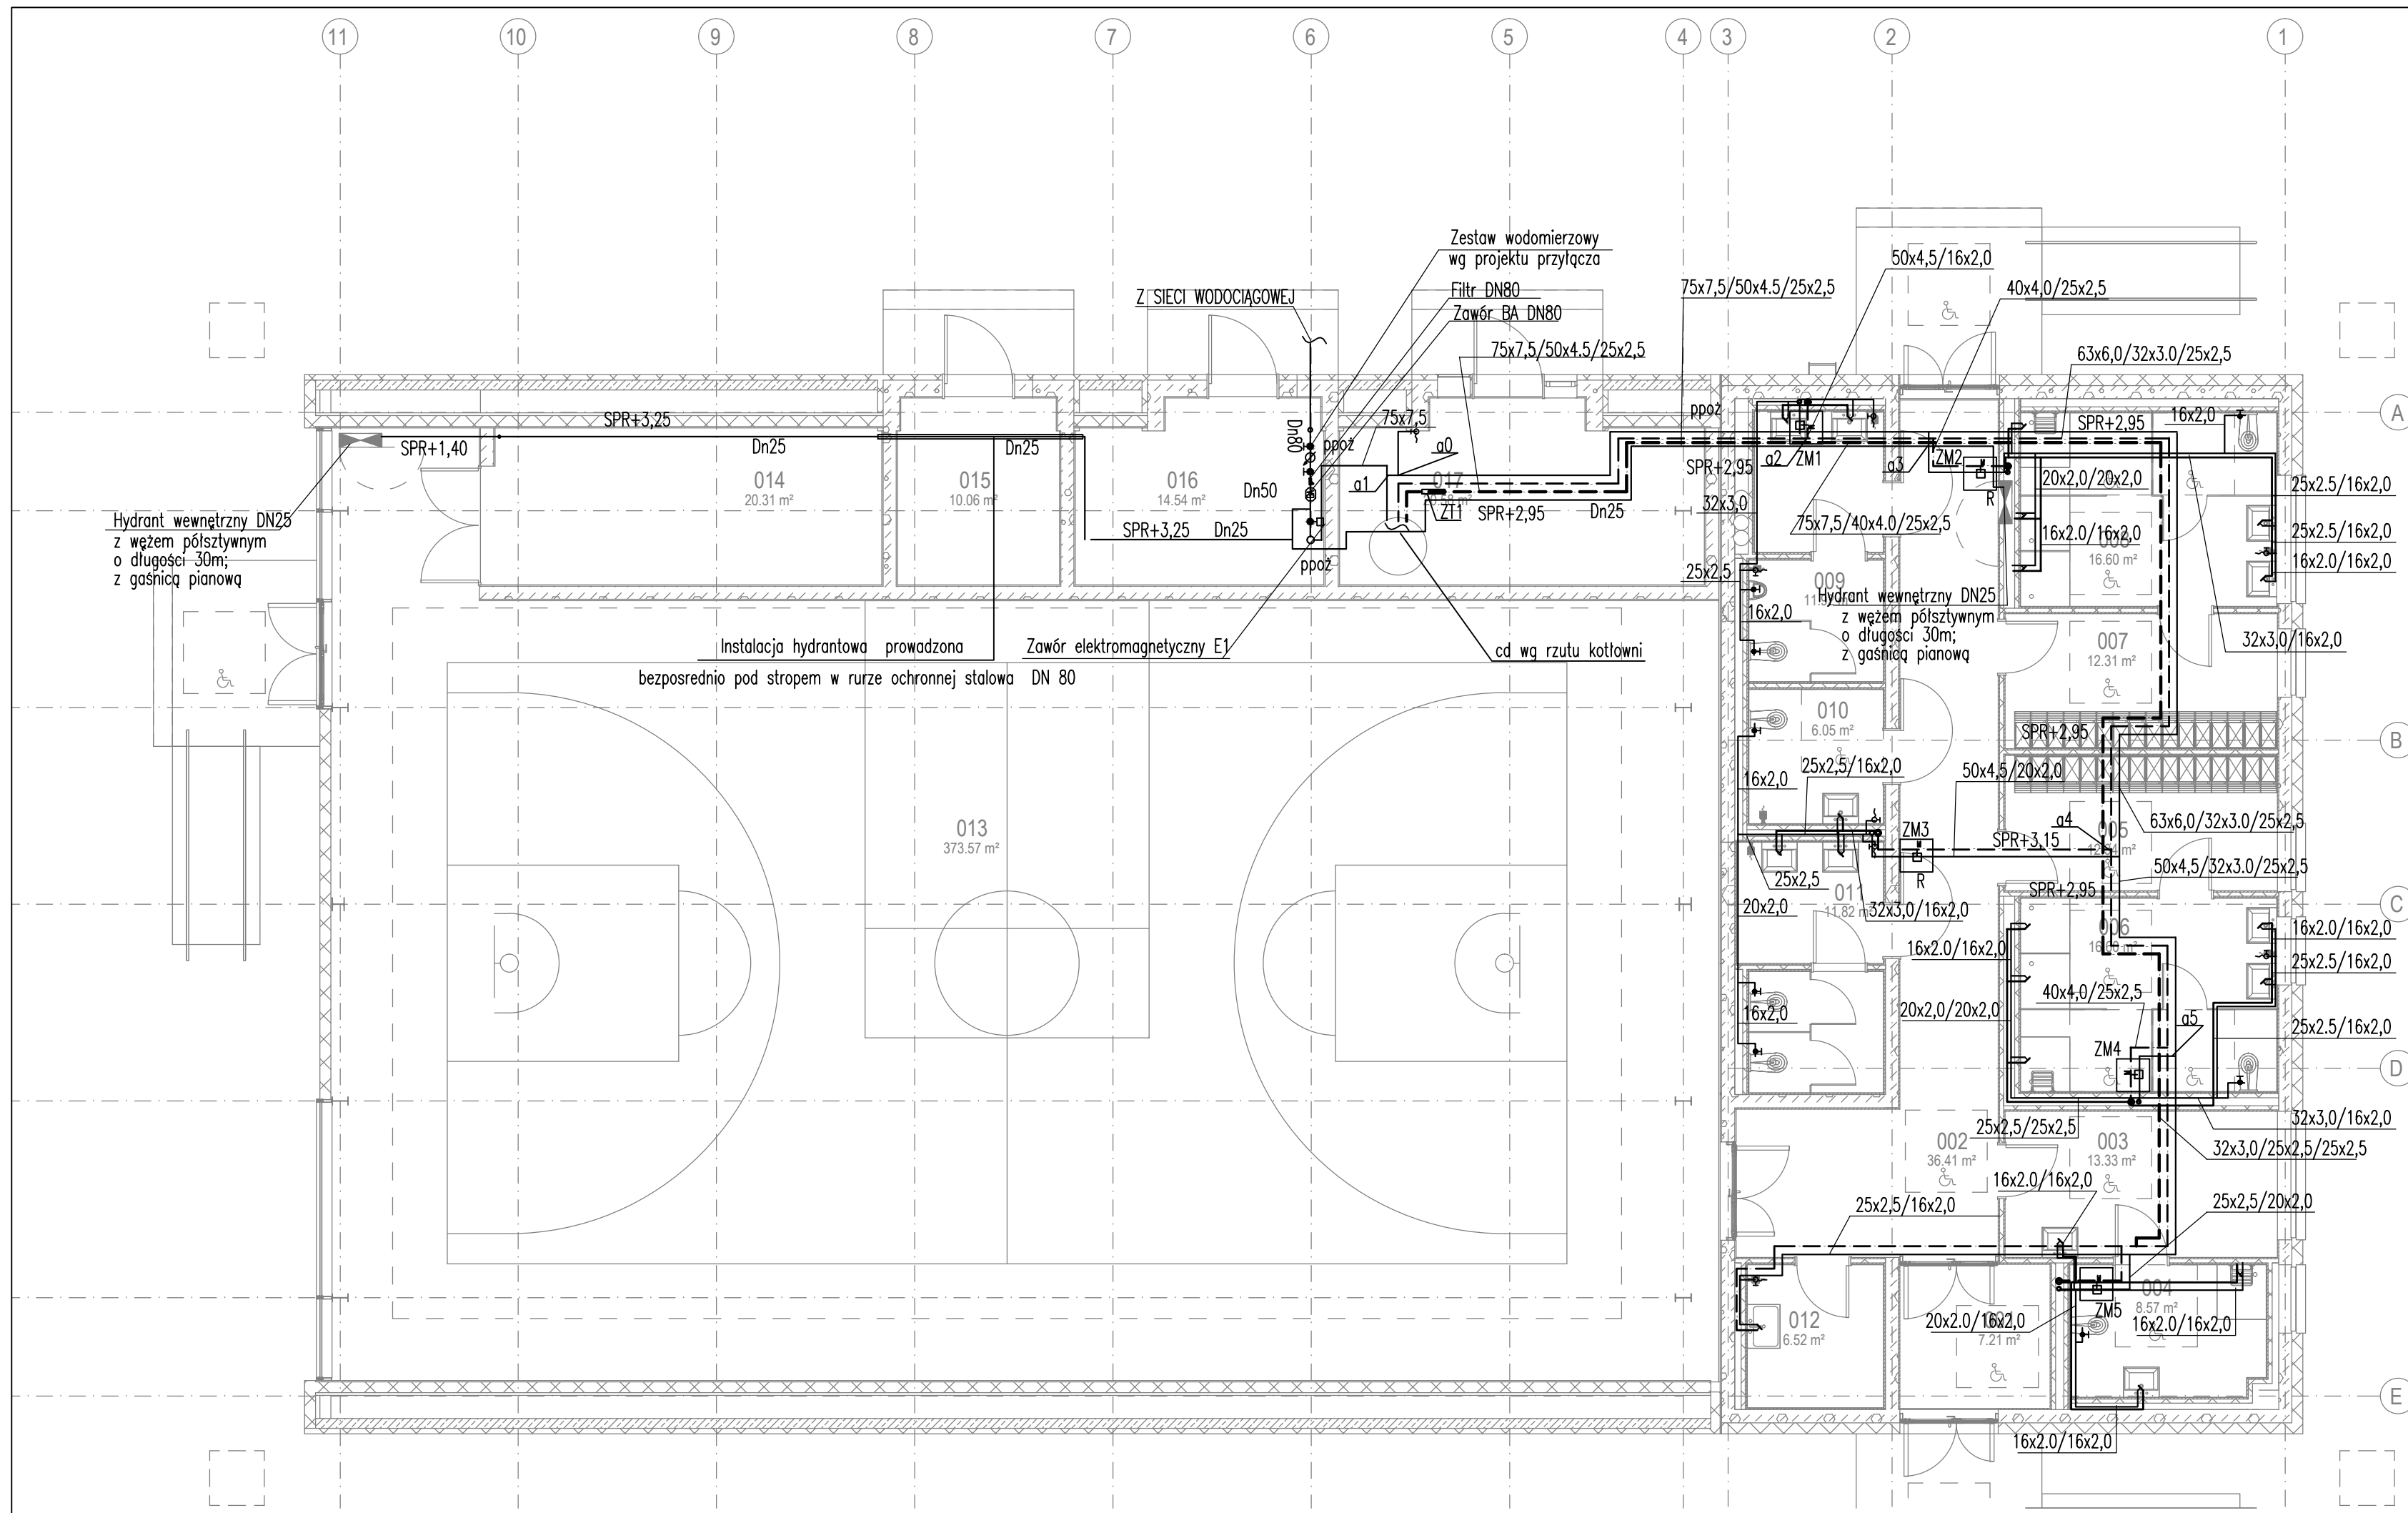 11
10
9
8
7
6
5
4
3
2
1
Zestaw wodomierzowy
wg projektu przyłącza
50x4,5/16x2,0
Z SIECI WODOCIĄGOWEJ
Filtr DN80
75x7,5/50x4.5/25x2,5
40x4,0/25x2,5
Zawór BA DN80
75x7,5/50x4.5/25x2,5
63x6,0/32x3.0/25x2,5
A
SPR+3,25
75x7,5
ppoż
16x2,0
SPR+2,95
SPR+1,40
Dn25
Dn25
Dn80
ppoż
a0
a2
ZM1
a3
ZM2
SPR+2,95
014
20.31 m²
015
10.06 m²
016
14.54 m²
017
Dn50
a1
ZT1
SPR+2,95
Dn25
R
20x2,0/20x2,0
25x2.5/16x2,0
32x3,0
75x7,5/40x4.0/25x2,5
16x2.0/16x2,0
16.60 m²
25x2.5/16x2,0
16x2.0/16x2,0
Hydrant wewnętrzny DN25
z wężem półsztywnym
o długości 30m;
z gaśnicą pianową
SPR+3,25
Dn25
ppoż
25x2,5
009
16x2,0
Hydrant wewnętrzny DN25
z wężem półsztywnym
o długości 30m;
z gaśnicą pianową
32x3,0/16x2,0
007
12.31 m²
Instalacja hydrantowa prowadzona
bezposrednio pod stropem w rurze ochronnej stalowa DN 80
Zawór elektromagnetyczny E1
cd wg rzutu kotłowni
010
6.05 m²
SPR+2,95
B
16x2,0
25x2,5/16x2,0
50x4,5/20x2,0
013
373.57 m²
ZM3
R
SPR+3,15
a4
005
63x6,0/32x3.0/25x2,5
50x4,5/32x3.0/25x2,5
25x2,5
011
11.82
SPR+2,95
C
20x2,0
32x3,0/16x2,0
006
16x2.0/16x2,0
16x2.0/16x2,0
25x2.5/16x2,0
40x4,0/25x2,5
16x2,0
20x2,0/20x2,0
a5
25x2.5/16x2,0
ZM4
D
25x2,5/25x2,5
32x3,0/16x2,0
002
36.41 m²
003
13.33 m²
32x3,0/25x2,5/25x2,5
16x2.0/16x2,0
25x2,5/16x2,0
25x2,5/20x2,0
012
6.52 m²
20x2.0/16x2,0
7.21 m²
ZM5
004
8.57 m²
16x2.0/16x2,0
E
16x2.0/16x2,0